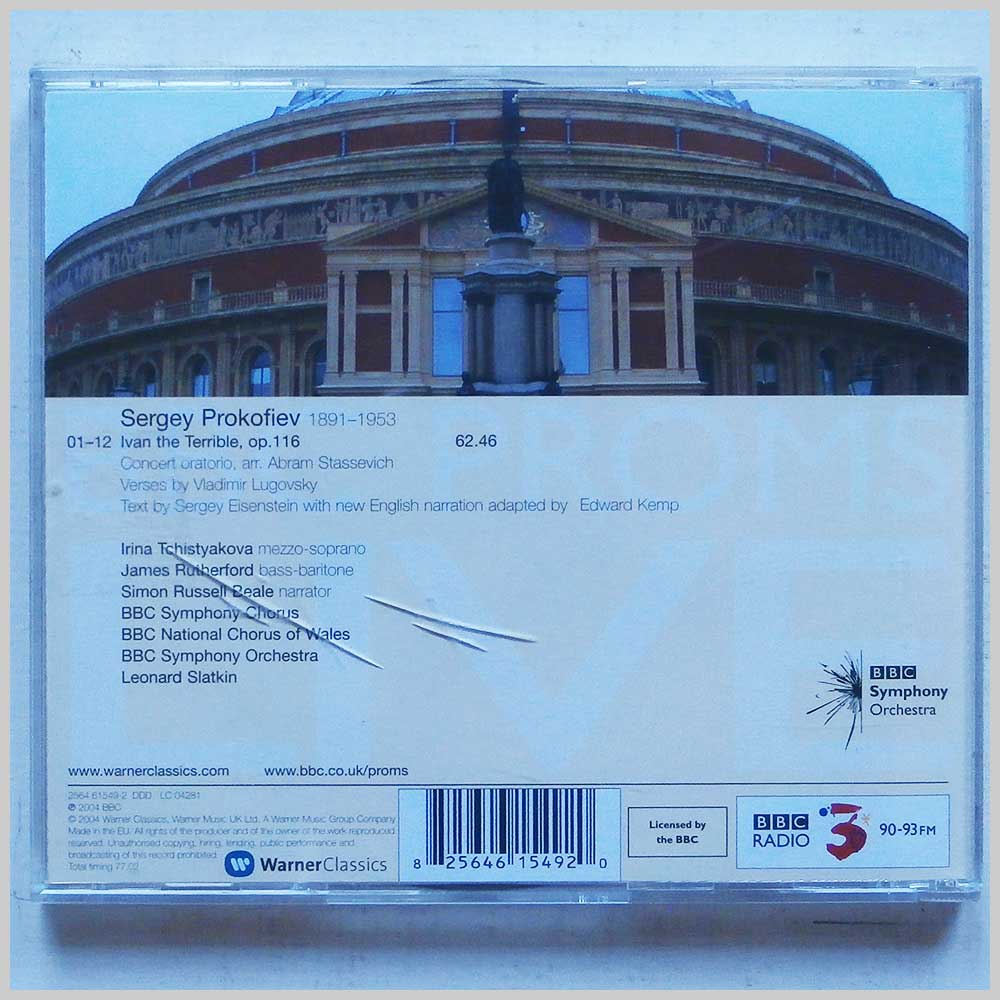 PROMS
LIVE
Sergey Prokofiev 1891–1953
01–12 Ivan the Terrible, op.116 62.46
Concert oratorio, arr. Abram Stassevich
Verses by Vladimir Lugovsky
Text by Sergey Eisenstein with new English narration adapted by Edward Kemp
Irina Tchistyakova mezzo-soprano
James Rutherford bass-baritone
Simon Russell Beale narrator
BBC Symphony Chorus
BBC National Chorus of Wales
BBC Symphony Orchestra
Leonard Slatkin
BBC
Symphony
Orchestra
www.warnerclassics.com www.bbc.co.uk/proms
2564 61549-2 DDD LC 04281
℗ 2004 BBC
© 2004 Warner Classics, Warner Music UK Ltd. A Warner Music Group Company
Made in the EU. All rights of the producer and of the owner of the work reproduced
reserved. Unauthorised copying, hiring, lending, public performance and
broadcasting of this record prohibited.
Total timing 77.02
WarnerClassics
8 25646 15492 0
Licensed by
the BBC
BBC
RADIO 3 90-93FM